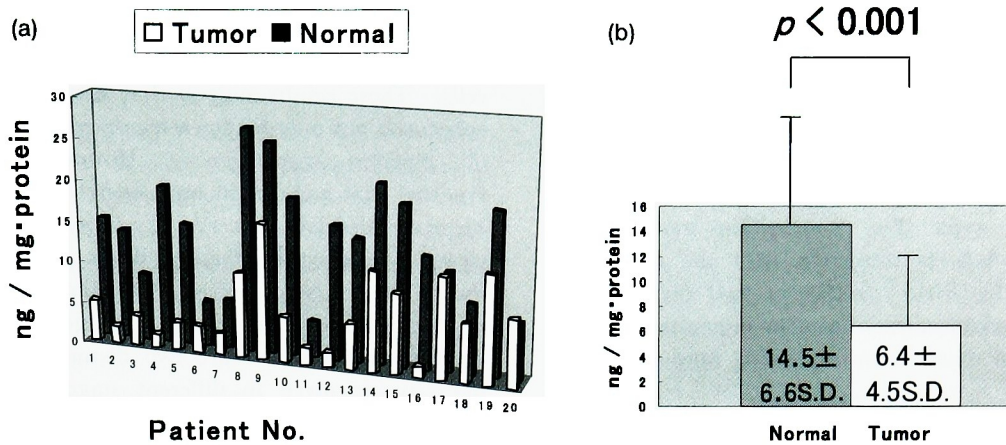 (a)
Tumor Normal
ng / mg・protein
30
25
20
15
10
5
0
1 2 3 4 5 6 7 8 9 10 11 12 13 14 15 16 17 18 19 20
Patient No.
(b)
p < 0.001
ng / mg・protein
16
14
12
10
8
6
4
2
0
14.5±
6.6S.D.
6.4±
4.5S.D.
Normal Tumor